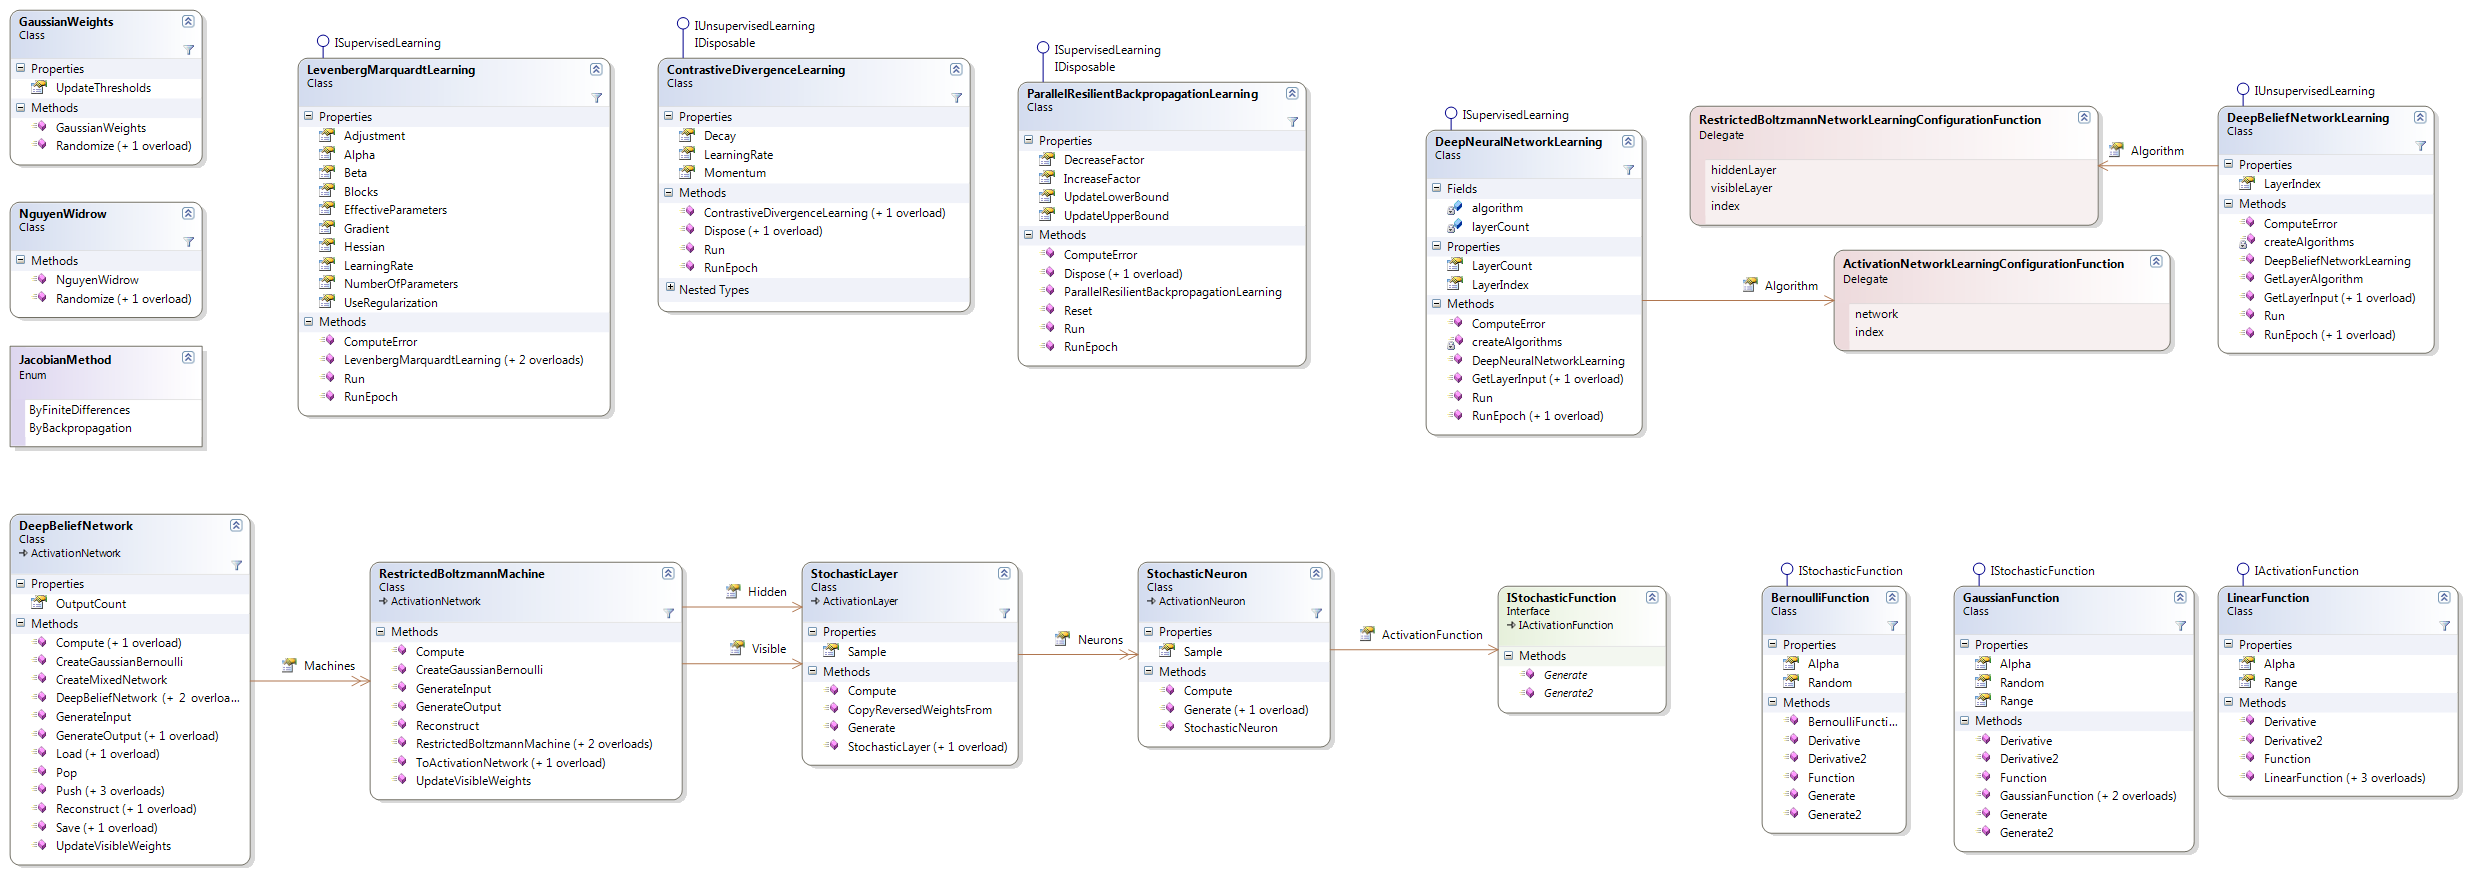 GaussianWeights
Class
Properties
UpdateThresholds
Methods
GaussianWeights
Randomize (+ 1 overload)
NguyenWidrow
Class
Methods
NguyenWidrow
Randomize (+ 1 overload)
JacobianMethod
Enum
ByFiniteDifferences
ByBackpropagation
ISupervisedLearning
LevenbergMarquardtLearning
Class
Properties
Adjustment
Alpha
Beta
Blocks
EffectiveParameters
Gradient
Hessian
LearningRate
NumberOfParameters
UseRegularization
Methods
ComputeError
LevenbergMarquardtLearning (+ 2 overloads)
Run
RunEpoch
IUnsupervisedLearning
IDisposable
ContrastiveDivergenceLearning
Class
Properties
Decay
LearningRate
Momentum
Methods
ContrastiveDivergenceLearning (+ 1 overload)
Dispose (+ 1 overload)
Run
RunEpoch
Nested Types
ISupervisedLearning
IDisposable
ParallelResilientBackpropagationLearning
Class
Properties
DecreaseFactor
IncreaseFactor
UpdateLowerBound
UpdateUpperBound
Methods
ComputeError
Dispose (+ 1 overload)
ParallelResilientBackpropagationLearning
Reset
Run
RunEpoch
ISupervisedLearning
DeepNeuralNetworkLearning
Class
Fields
algorithm
layerCount
Properties
LayerCount
LayerIndex
Methods
ComputeError
createAlgorithms
DeepNeuralNetworkLearning
GetLayerInput (+ 1 overload)
Run
RunEpoch (+ 1 overload)
Algorithm
RestrictedBoltzmannNetworkLearningConfigurationFunction
Delegate
hiddenLayer
visibleLayer
index
ActivationNetworkLearningConfigurationFunction
Delegate
network
index
Algorithm
IUnsupervisedLearning
DeepBeliefNetworkLearning
Class
Properties
LayerIndex
Methods
ComputeError
createAlgorithms
DeepBeliefNetworkLearning
GetLayerAlgorithm
GetLayerInput (+ 1 overload)
Run
RunEpoch (+ 1 overload)
DeepBeliefNetwork
Class
ActivationNetwork
Properties
OutputCount
Methods
Compute (+ 1 overload)
CreateGaussianBernoulli
CreateMixedNetwork
DeepBeliefNetwork (+ 2 overloa...
GenerateInput
GenerateOutput (+ 1 overload)
Load (+ 1 overload)
Pop
Push (+ 3 overloads)
Reconstruct (+ 1 overload)
Save (+ 1 overload)
UpdateVisibleWeights
Machines
RestrictedBoltzmannMachine
Class
ActivationNetwork
Methods
Compute
CreateGaussianBernoulli
GenerateInput
GenerateOutput
Reconstruct
RestrictedBoltzmannMachine (+ 2 overloads)
ToActivationNetwork (+ 1 overload)
UpdateVisibleWeights
Hidden
Visible
StochasticLayer
Class
ActivationLayer
Properties
Sample
Methods
Compute
CopyReversedWeightsFrom
Generate
StochasticLayer (+ 1 overload)
Neurons
StochasticNeuron
Class
ActivationNeuron
Properties
Sample
Methods
Compute
Generate (+ 1 overload)
StochasticNeuron
ActivationFunction
IStochasticFunction
Interface
IActivationFunction
Methods
Generate
Generate2
IStochasticFunction
BernoulliFunction
Class
Properties
Alpha
Random
Methods
BernoulliFuncti...
Derivative
Derivative2
Function
Generate
Generate2
IStochasticFunction
GaussianFunction
Class
Properties
Alpha
Random
Range
Methods
Derivative
Derivative2
Function
GaussianFunction (+ 2 overloads)
Generate
Generate2
IActivationFunction
LinearFunction
Class
Properties
Alpha
Range
Methods
Derivative
Derivative2
Function
LinearFunction (+ 3 overloads)